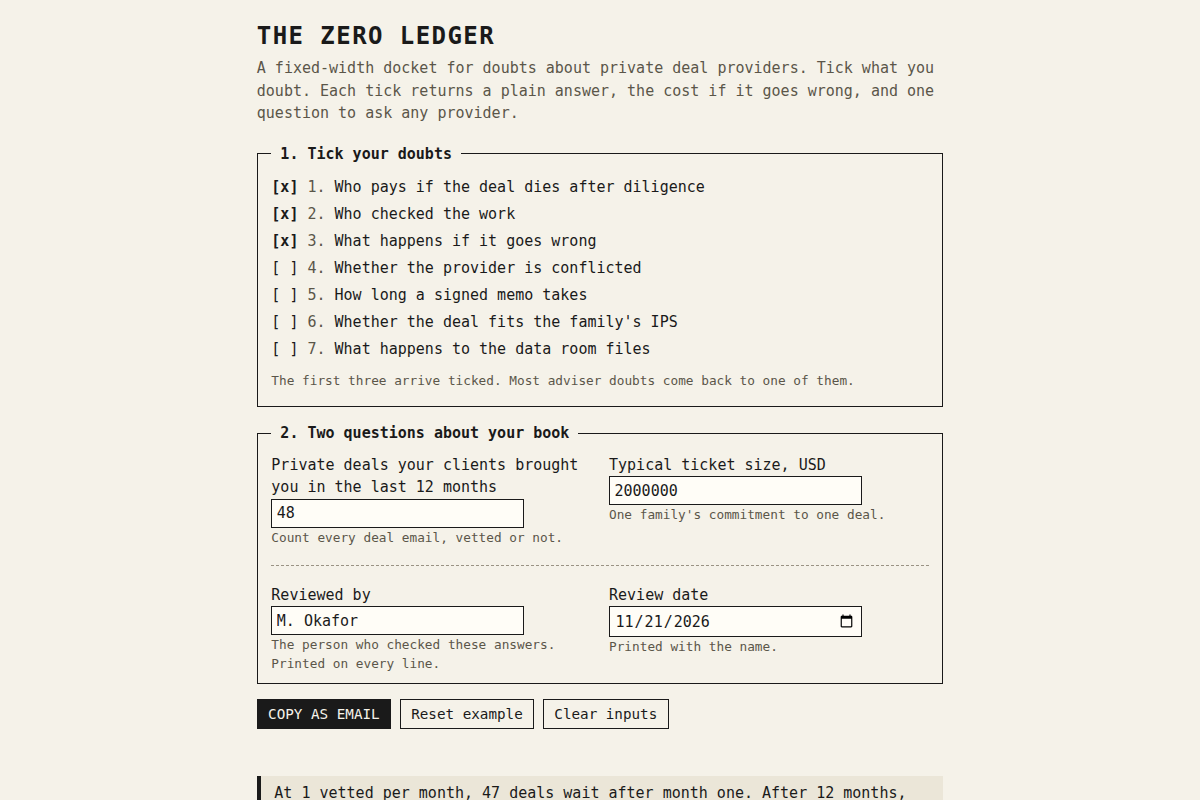 THE ZERO LEDGER
A fixed-width docket for doubts about private deal providers. Tick what you
doubt. Each tick returns a plain answer, the cost if it goes wrong, and one
question to ask any provider.
1. Tick your doubts
[x] 1. Who pays if the deal dies after diligence
[x] 2. Who checked the work
[x] 3. What happens if it goes wrong
[ ] 4. Whether the provider is conflicted
[ ] 5. How long a signed memo takes
[ ] 6. Whether the deal fits the family's IPS
[ ] 7. What happens to the data room files
The first three arrive ticked. Most adviser doubts come back to one of them.
2. Two questions about your book
Private deals your clients brought
you in the last 12 months
48
Count every deal email, vetted or not.
Typical ticket size, USD
2000000
One family's commitment to one deal.
Reviewed by
M. Okafor
The person who checked these answers.
Printed on every line.
Review date
11/21/2026
Printed with the name.
COPY AS EMAIL
Reset example
Clear inputs
At 1 vetted per month, 47 deals wait after month one. After 12 months,